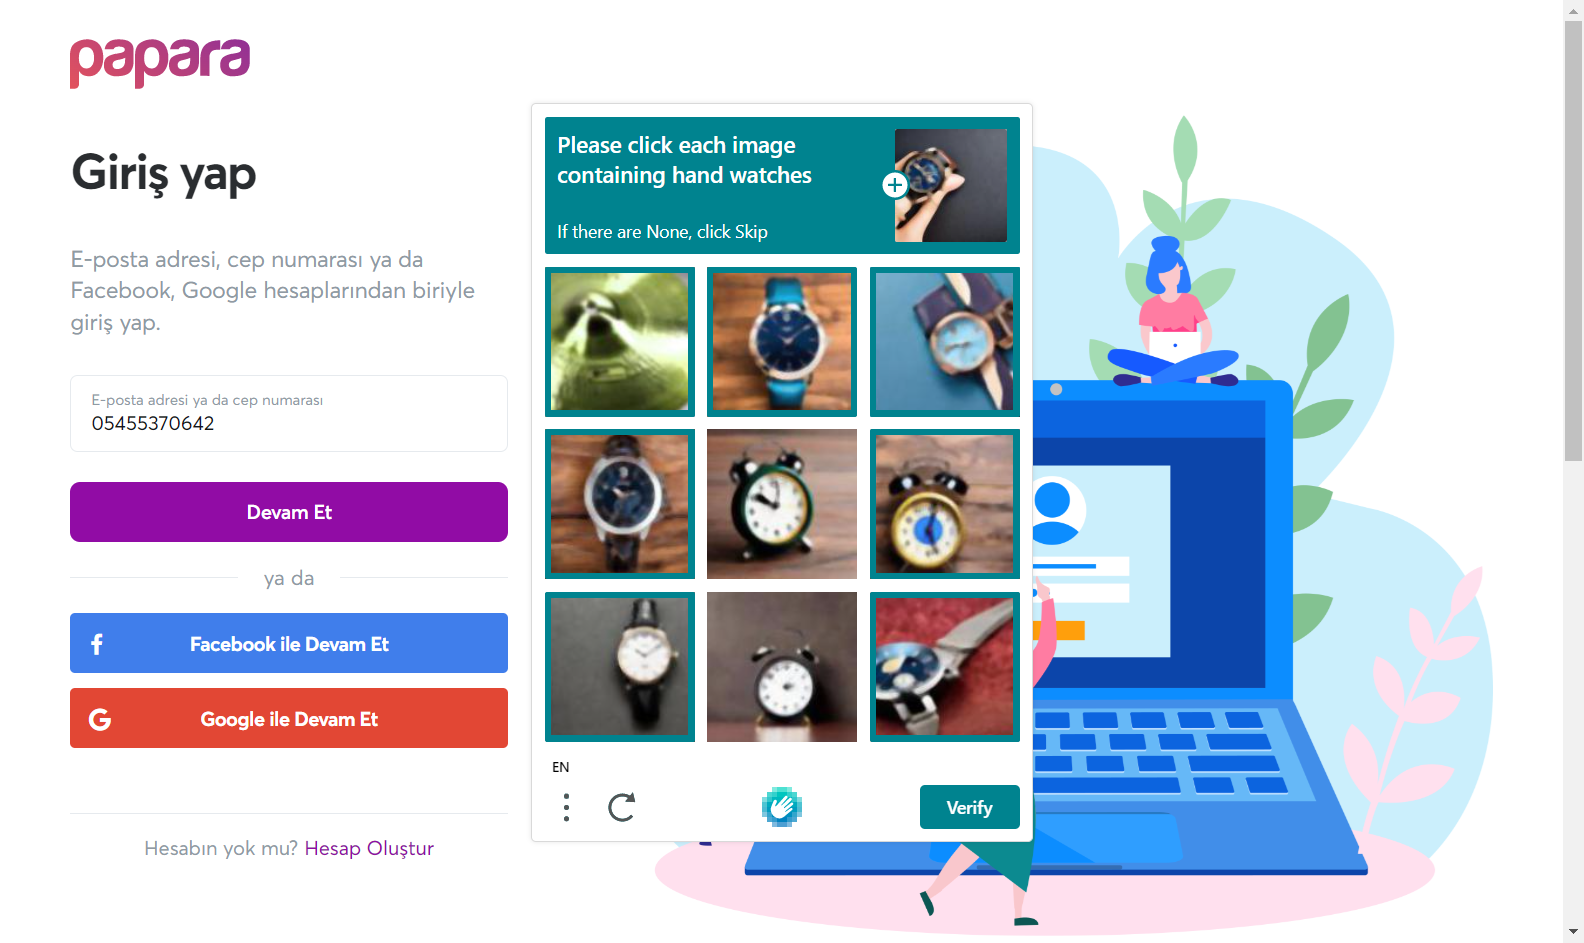 papara
Giriş yap
E-posta adresi, cep numarası ya da
Facebook, Google hesaplarından biriyle
giriş yap.
E-posta adresi ya da cep numarası
05455370642
Devam Et
ya da
Facebook ile Devam Et
Google ile Devam Et
Hesabın yok mu? Hesap Oluştur
Please click each image
containing hand watches
If there are None, click Skip
EN
Verify